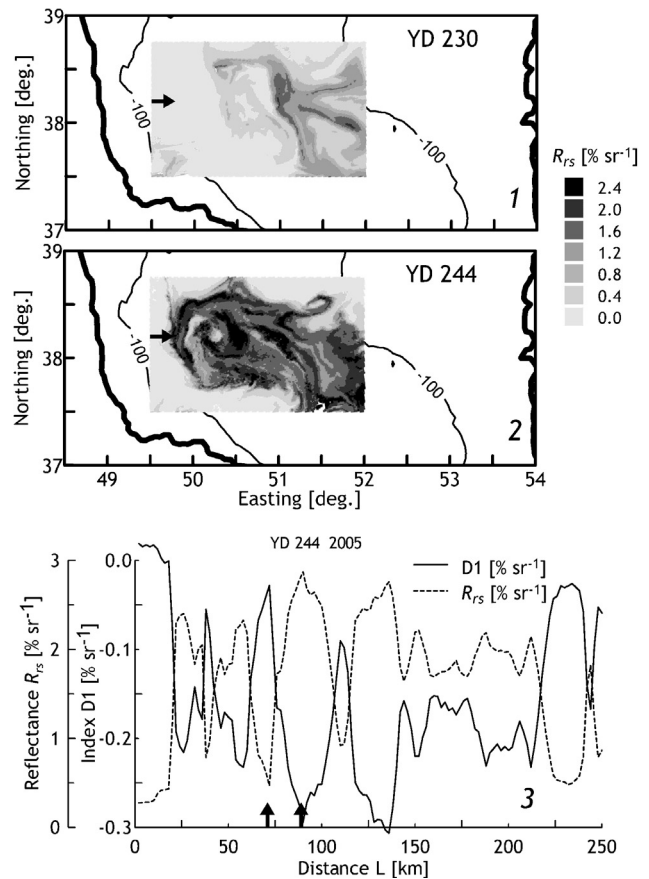 39
38
37
Northing [deg.]
YD 230
-100
-100
1
R_rs [% sr⁻¹]
2.4
2.0
1.6
1.2
0.8
0.4
0.0
39
38
37
Northing [deg.]
YD 244
-100
-100
2
49 50 51 52 53 54
Easting [deg.]
YD 244 2005
D1 [% sr⁻¹]
R_rs [% sr⁻¹]
Reflectance R_rs [% sr⁻¹]
3
2
1
0
Index D1 [% sr⁻¹]
0.0
-0.1
-0.2
-0.3
3
0 50 100 150 200 250
Distance L [km]